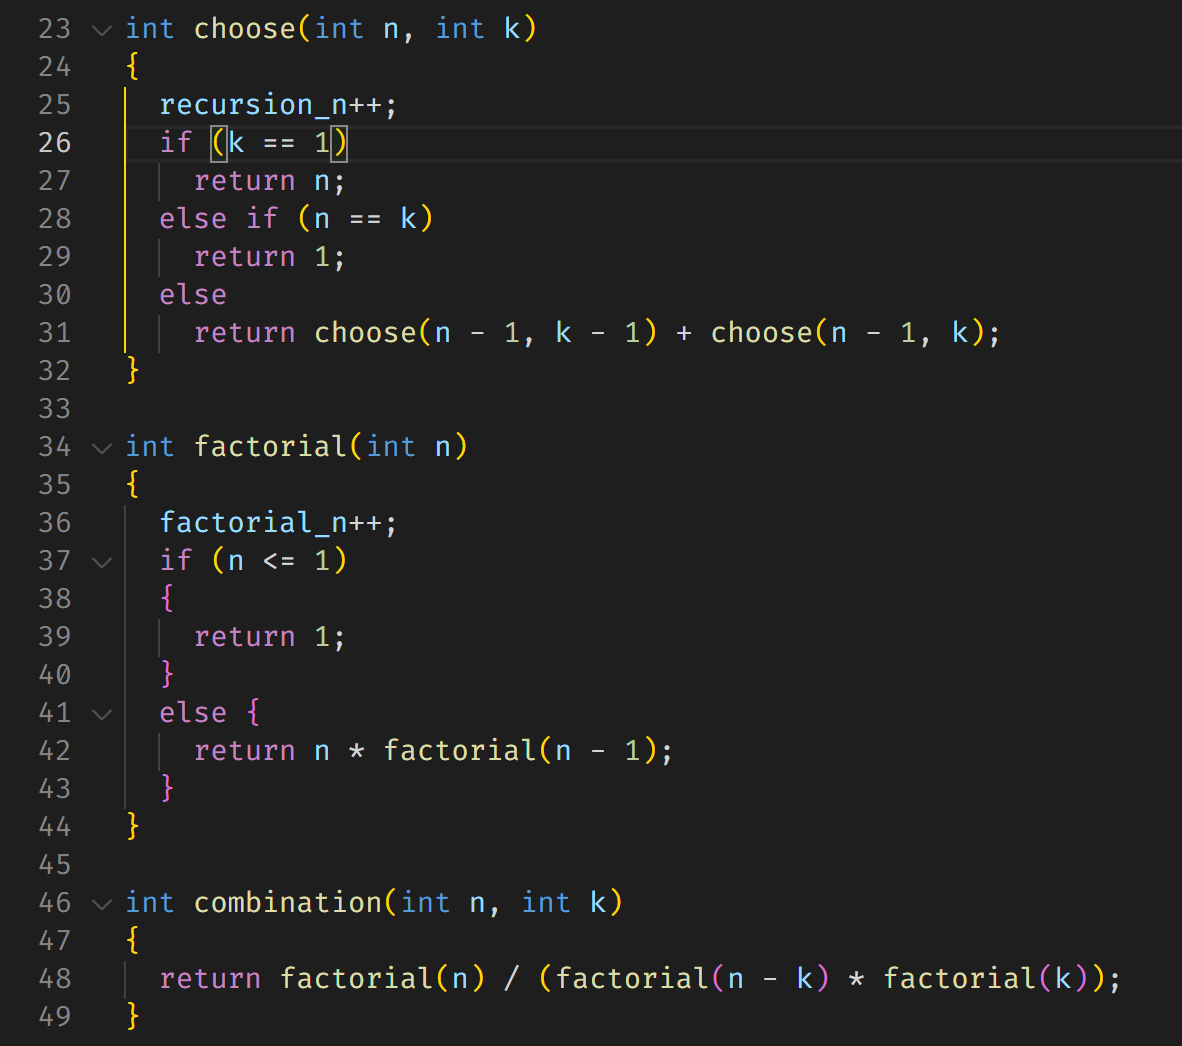 23 int choose(int n, int k)
24 {
25 recursion_n++;
26 if (k == 1)
27 return n;
28 else if (n == k)
29 return 1;
30 else
31 return choose(n - 1, k - 1) + choose(n - 1, k);
32 }
33
34 int factorial(int n)
35 {
36 factorial_n++;
37 if (n <= 1)
38 {
39 return 1;
40 }
41 else {
42 return n * factorial(n - 1);
43 }
44 }
45
46 int combination(int n, int k)
47 {
48 return factorial(n) / (factorial(n - k) * factorial(k));
49 }